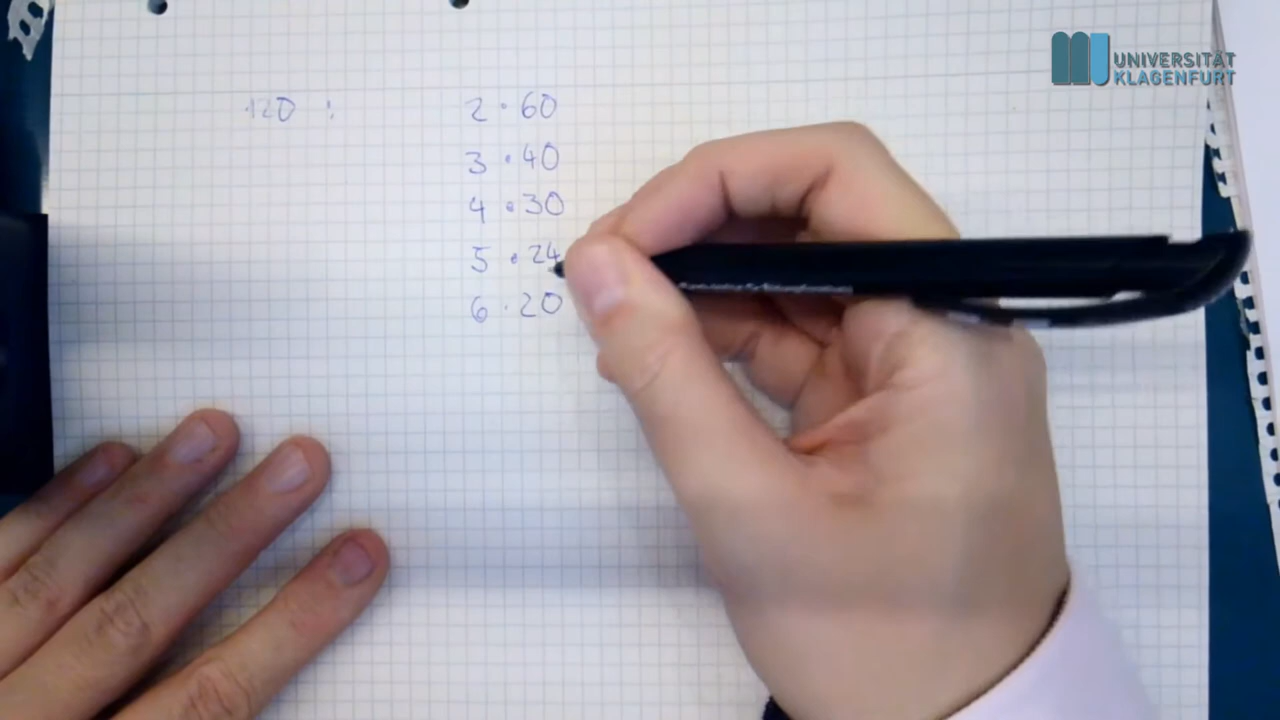 UNIVERSITÄT
KLAGENFURT
120 : 2 · 60
3 · 40
4 · 30
5 · 24
6 · 20